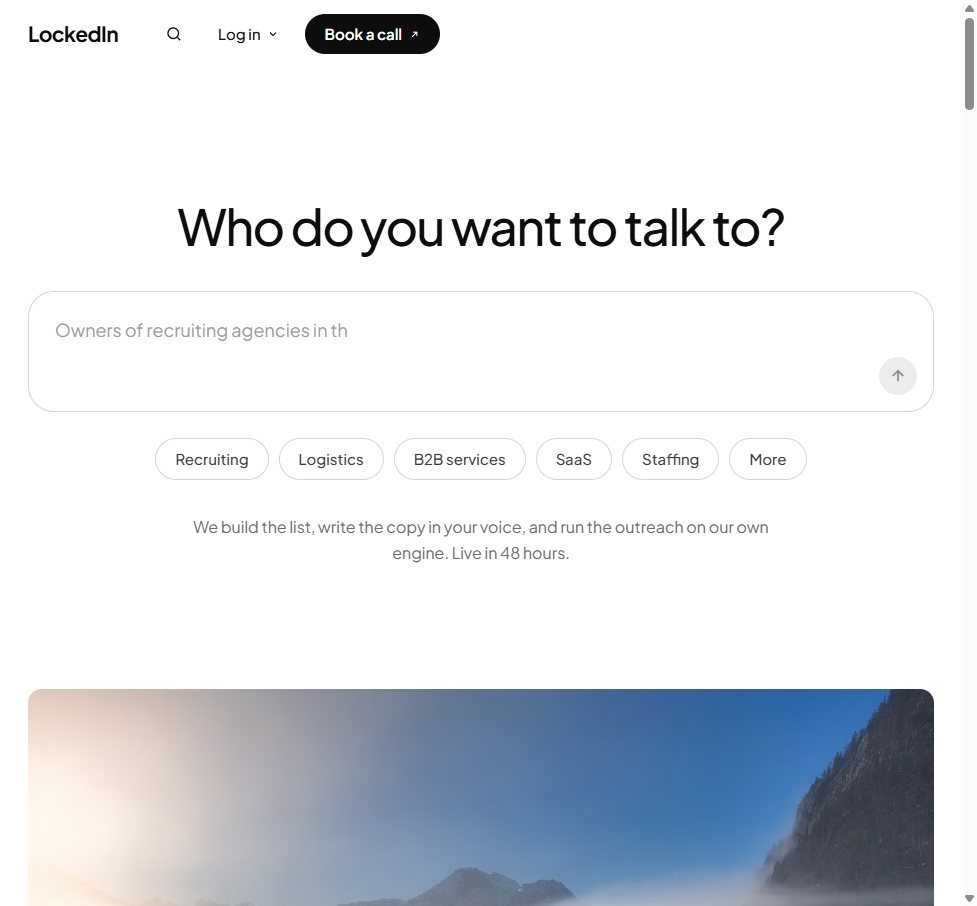 LockedIn
Log in
Book a call
Who do you want to talk to?
Owners of recruiting agencies in th
Recruiting
Logistics
B2B services
SaaS
Staffing
More
We build the list, write the copy in your voice, and run the outreach on our own
engine. Live in 48 hours.